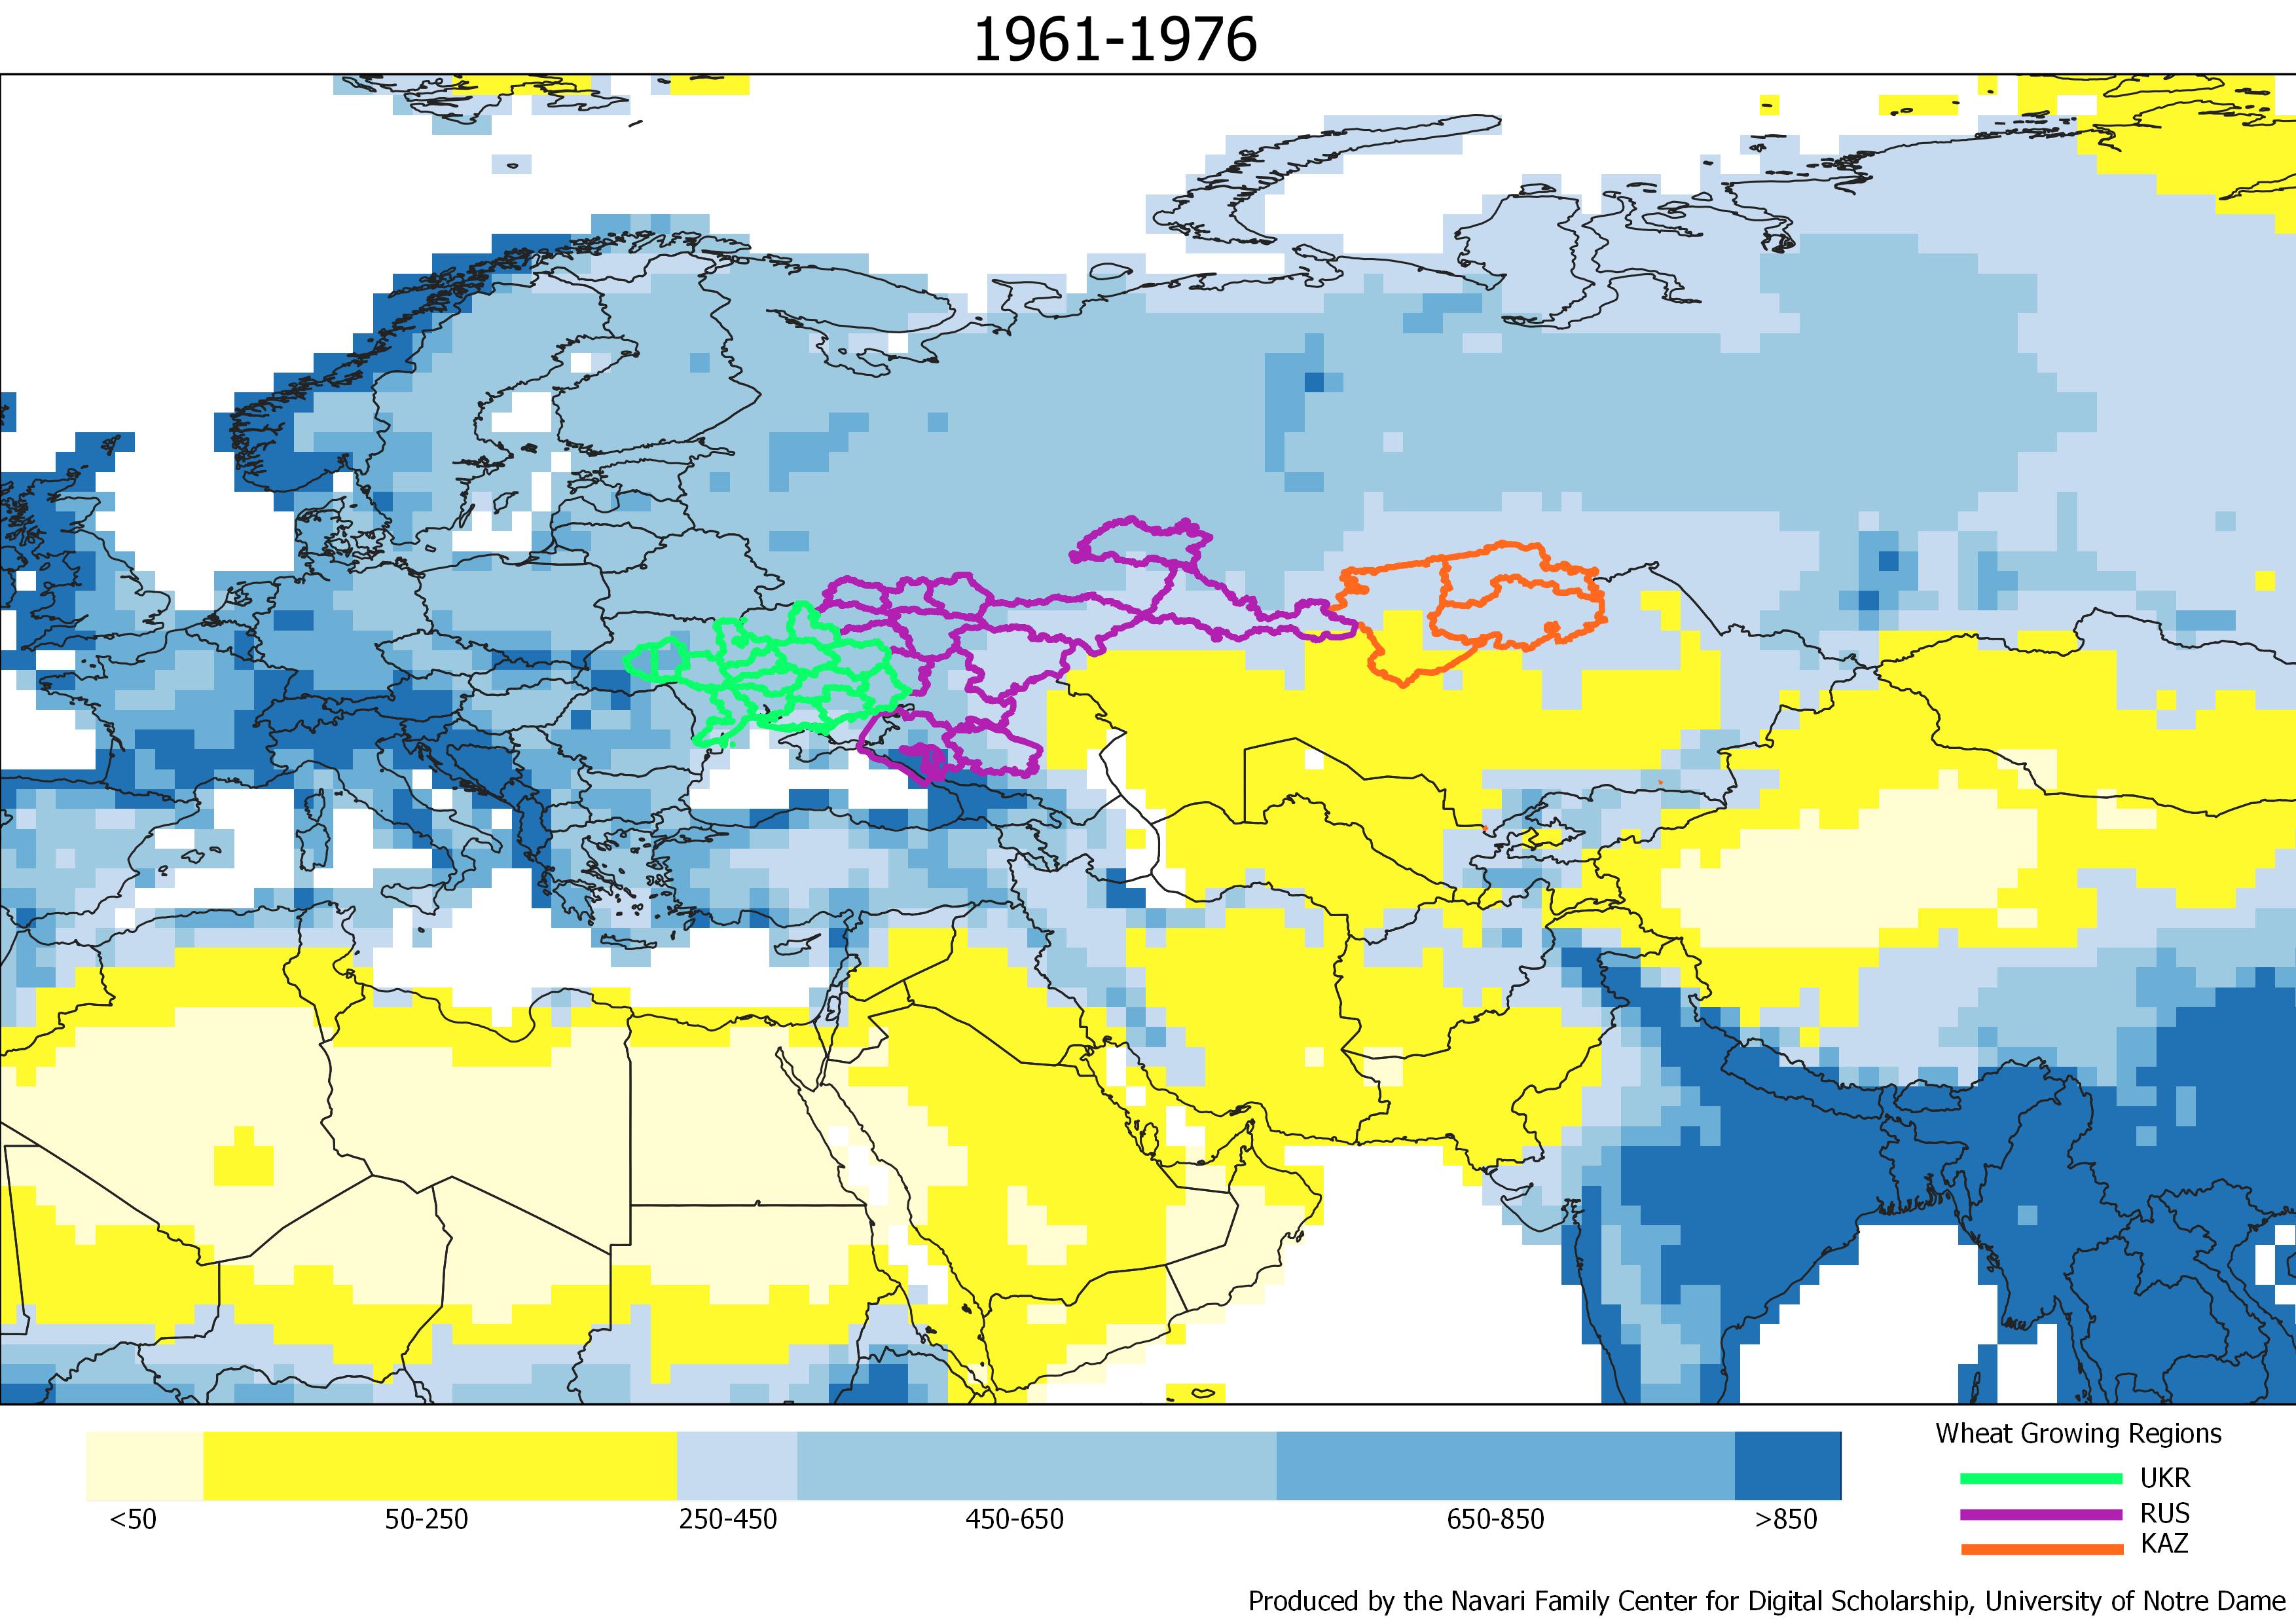 1961-1976
<50 50-250 250-450 450-650 650-850 >850
Wheat Growing Regions
UKR
RUS
KAZ
Produced by the Navari Family Center for Digital Scholarship, University of Notre Dame